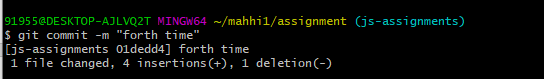 91955@DESKTOP-AJLVQ2T MINGW64 ~/mahhi1/assignment (js-assignments)
$ git commit -m "forth time"
[js-assignments 01dedd4] forth time
 1 file changed, 4 insertions(+), 1 deletion(-)